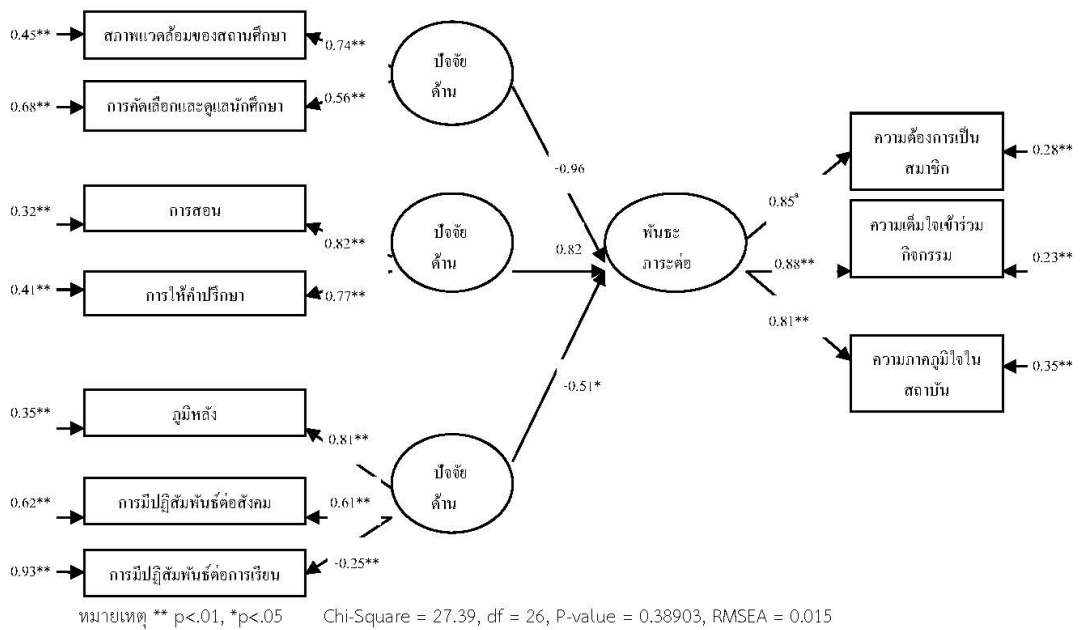 0.45**
สภาพแวดล้อมของสถานศึกษา
0.74**
ปัจจัย
ด้าน
0.68**
การคัดเลือกและดูแลนักศึกษา
0.56**
-0.96
ความต้องการเป็น
สมาชิก
0.28**
0.32**
การสอน
0.82**
ปัจจัย
ด้าน
0.82
พันธะ
ภาระต่อ
0.85*
ความเต็มใจเข้าร่วม
กิจกรรม
0.23**
0.88**
0.41**
การให้คำปรึกษา
0.77**
0.81**
ความภาคภูมิใจใน
สถาบัน
0.35**
-0.51*
0.35**
ภูมิหลัง
0.81**
ปัจจัย
ด้าน
0.62**
การมีปฏิสัมพันธ์ต่อสังคม
0.61**
0.93**
การมีปฏิสัมพันธ์ต่อการเรียน
-0.25**
หมายเหตุ ** p<.01, *p<.05 Chi-Square = 27.39, df = 26, P-value = 0.38903, RMSEA = 0.015